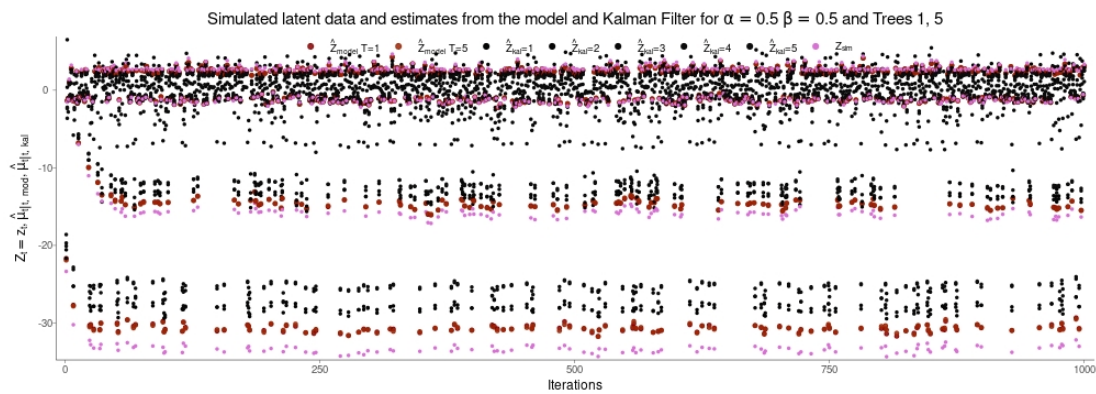 Simulated latent data and estimates from the model and Kalman Filter for α = 0.5 β = 0.5 and Trees 1, 5
Ẑmodel T=1 Ẑmodel T=5 Ẑkal=1 Ẑkal=2 Ẑkal=3 Ẑkal=4 Ẑkal=5 Zsim
Zt = zt, μ̂t|t, mod, μ̂t|t, kal
0
-10
-20
-30
0 250 500 750 1000
Iterations